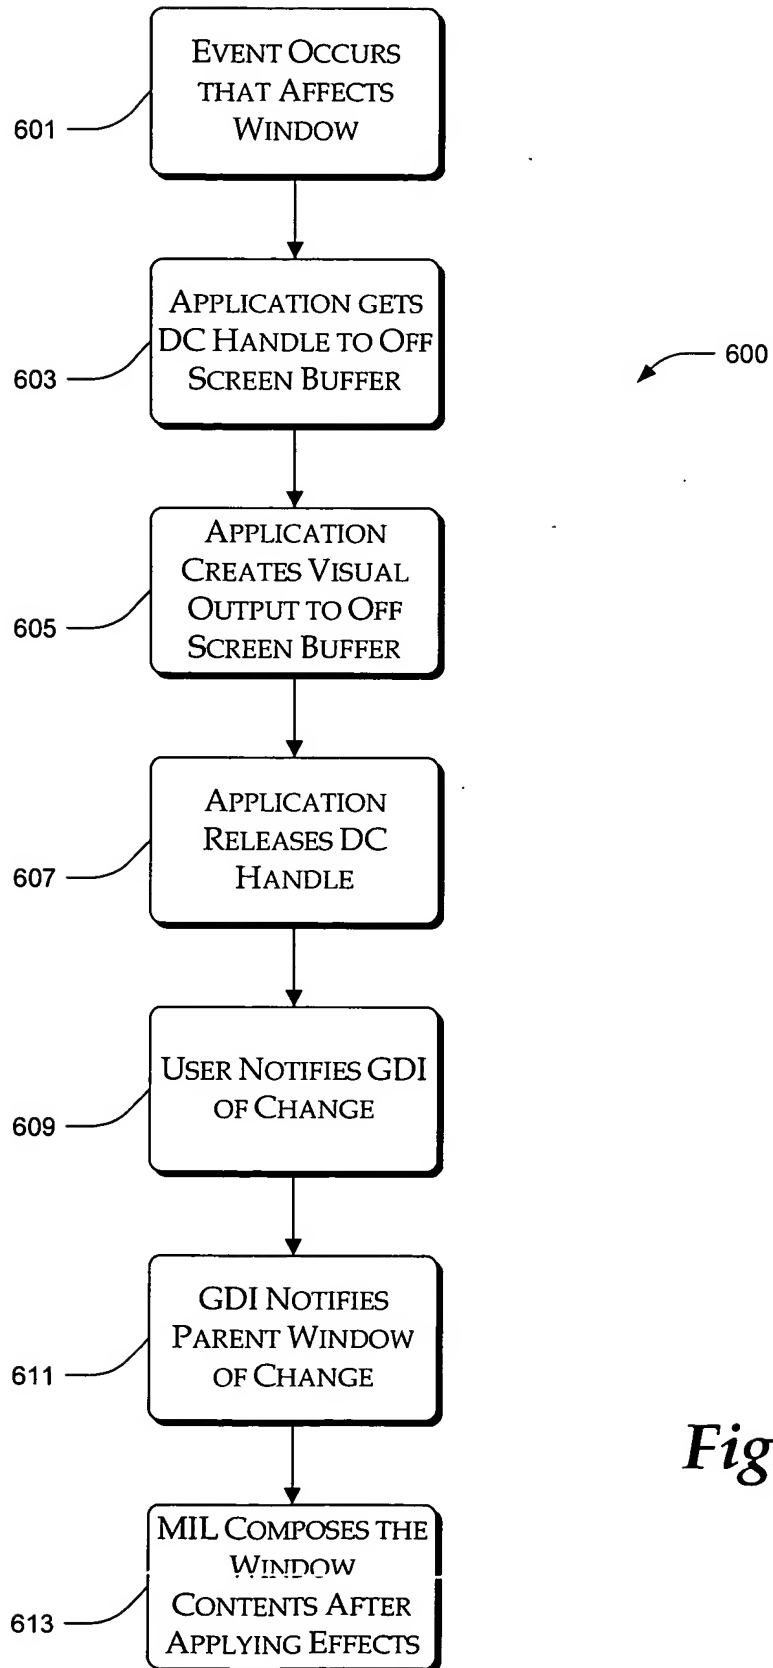 EVENT OCCURS
THAT AFFECTS
WINDOW
601
APPLICATION GETS
DC HANDLE TO OFF
SCREEN BUFFER
603
600
APPLICATION
CREATES VISUAL
OUTPUT TO OFF
SCREEN BUFFER
605
APPLICATION
RELEASES DC
HANDLE
607
USER NOTIFIES GDI
OF CHANGE
609
GDI NOTIFIES
PARENT WINDOW
OF CHANGE
611
Fig
MIL COMPOSES THE
WINDOW
CONTENTS AFTER
APPLYING EFFECTS
613